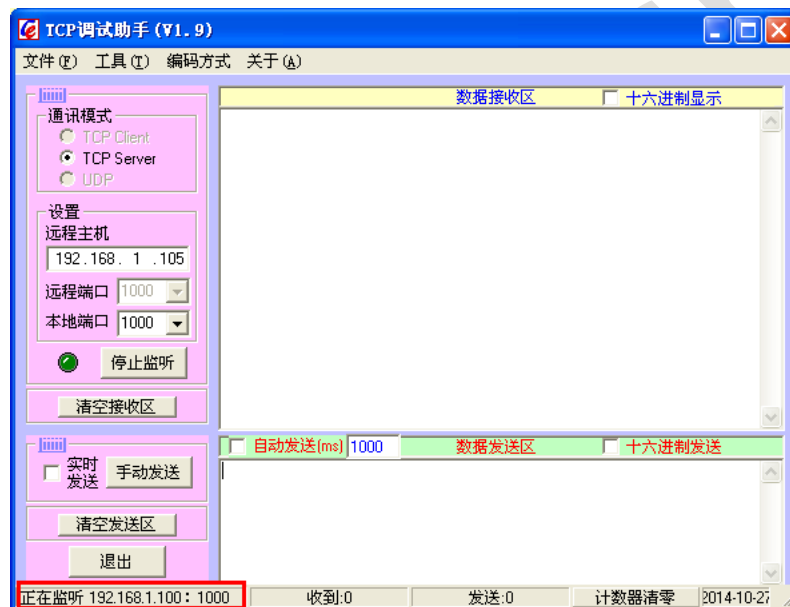 TCP调试助手(V1.9)
文件(F) 工具(T) 编码方式 关于(A)
通讯模式
TCP Client
TCP Server
UDP
设置
远程主机
192.168. 1 .105
远程端口 1000
本地端口 1000
停止监听
清空接收区
数据接收区 十六进制显示
自动发送(ms) 1000 数据发送区 十六进制发送
实时发送 手动发送
清空发送区
退出
正在监听 192.168.1.100：1000 收到:0 发送:0 计数器清零 2014-10-27